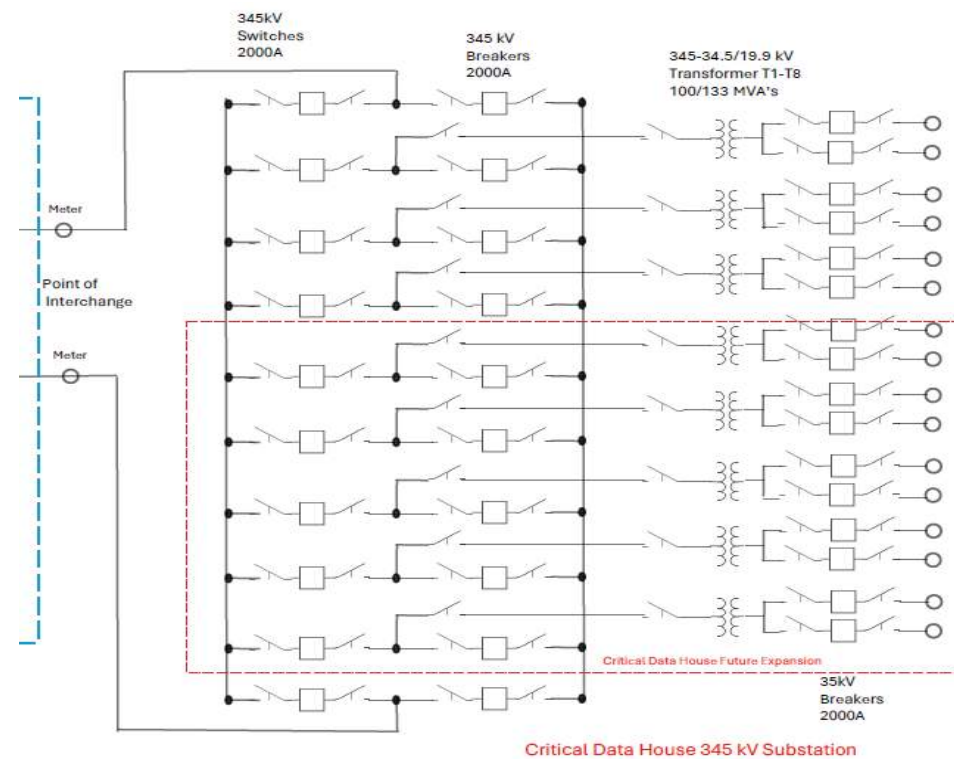 345kV
Switches
2000A
345 kV
Breakers
2000A
345-34.5/19.9 kV
Transformer T1-T8
100/133 MVA's
Meter
Point of
Interchange
Meter
Critical Data House Future Expansion
35kV
Breakers
2000A
Critical Data House 345 kV Substation